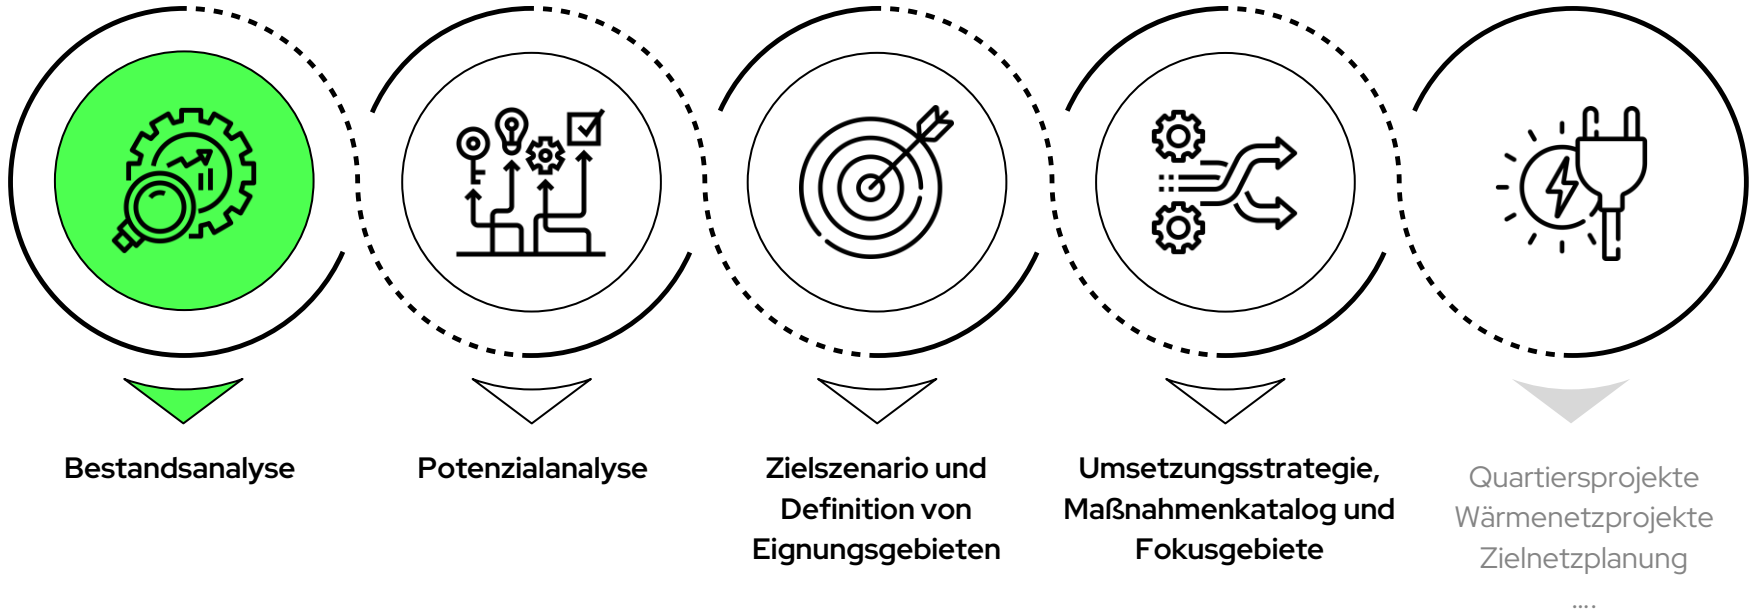 Bestandsanalyse
Potenzialanalyse
Zielszenario und
Definition von
Eignungsgebieten
Umsetzungsstrategie,
Maßnahmenkatalog und
Fokusgebiete
Quartiersprojekte
Wärmenetzprojekte
Zielnetzplanung
....